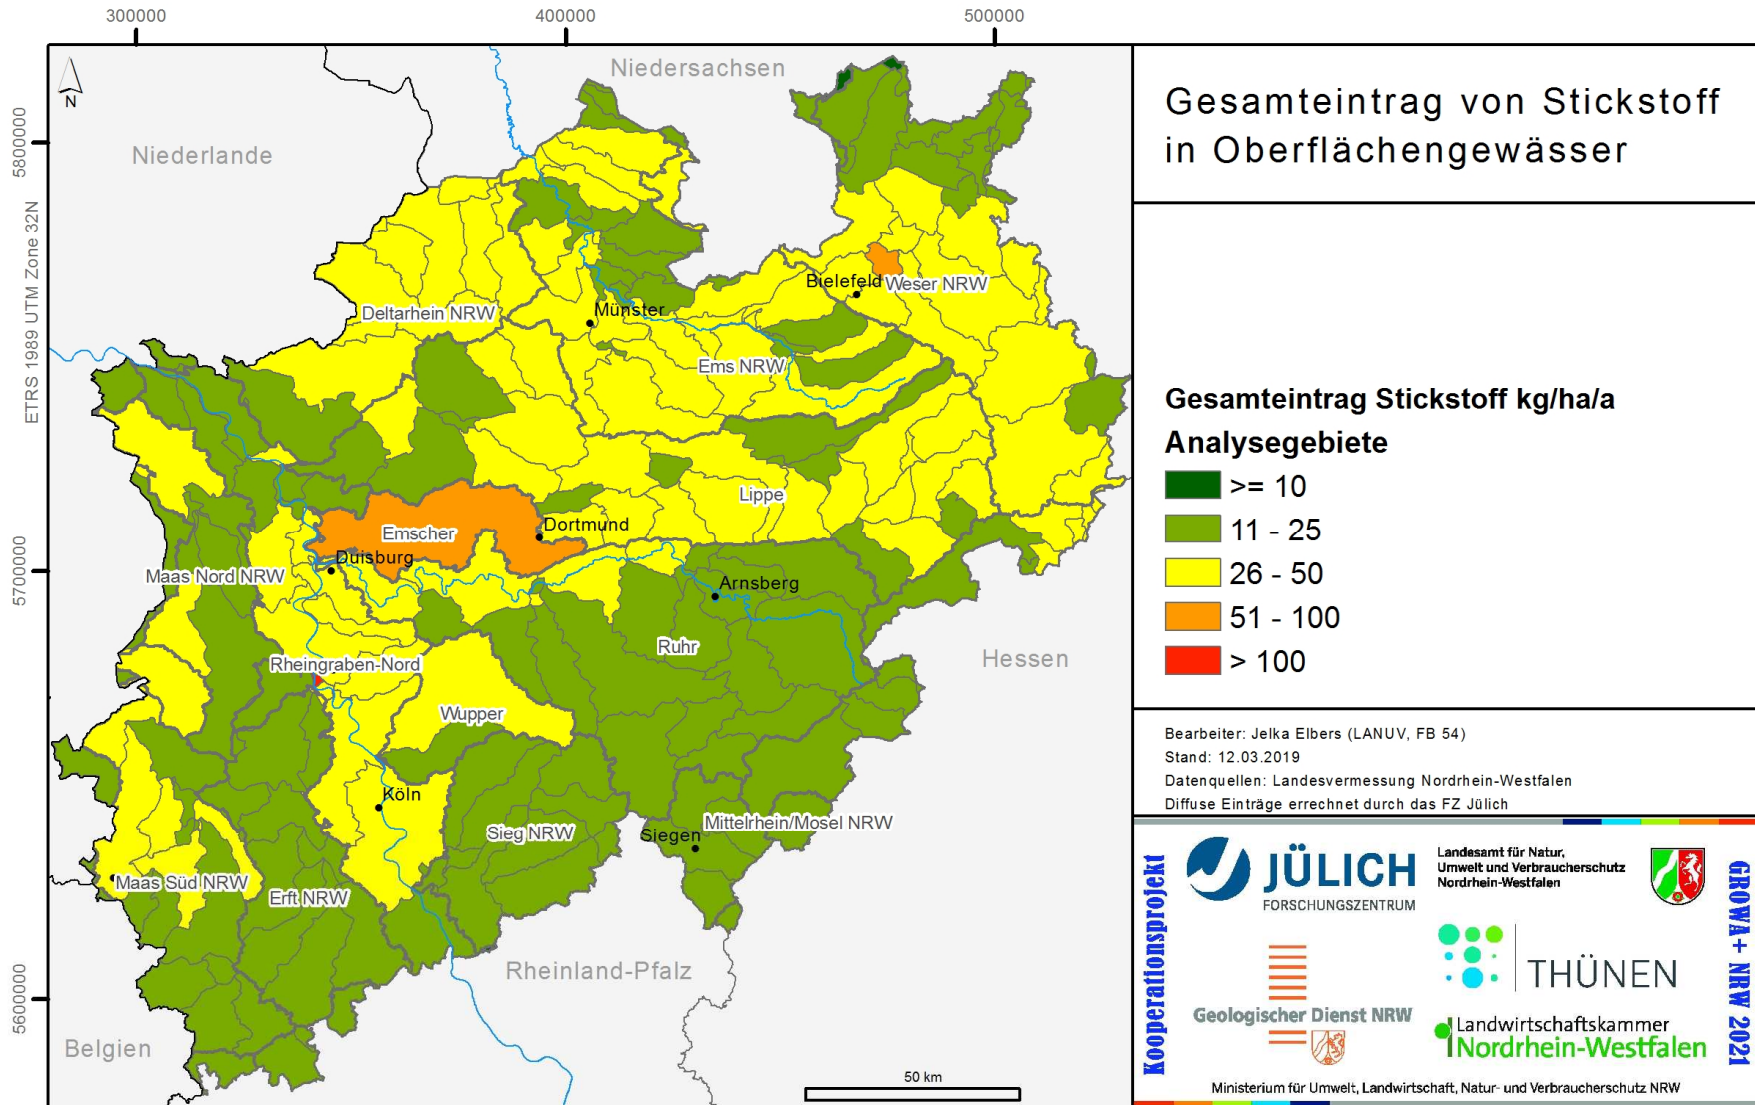 300000
400000
500000
5800000
ETRS 1989 UTM Zone 32N
5700000
5600000
N
Niedersachsen
Niederlande
Bielefeld
Weser NRW
Deltarhein NRW
Münster
Ems NRW
Lippe
Emscher
Dortmund
Duisburg
Maas Nord NRW
Arnsberg
Ruhr
Hessen
Rheingraben-Nord
Wupper
Köln
Sieg NRW
Mittelrhein/Mosel NRW
Siegen
Maas Süd NRW
Erft NRW
Rheinland-Pfalz
Belgien
50 km
Gesamteintrag von Stickstoff
in Oberflächengewässer
Gesamteintrag Stickstoff kg/ha/a
Analysegebiete
>= 10
11 - 25
26 - 50
51 - 100
> 100
Bearbeiter: Jelka Elbers (LANUV, FB 54)
Stand: 12.03.2019
Datenquellen: Landesvermessung Nordrhein-Westfalen
Diffuse Einträge errechnet durch das FZ Jülich
Kooperationsprojekt
JÜLICH
FORSCHUNGSZENTRUM
Landesamt für Natur,
Umwelt und Verbraucherschutz
Nordrhein-Westfalen
GROWA+ NRW 2021
Geologischer Dienst NRW
THÜNEN
Landwirtschaftskammer
Nordrhein-Westfalen
Ministerium für Umwelt, Landwirtschaft, Natur- und Verbraucherschutz NRW